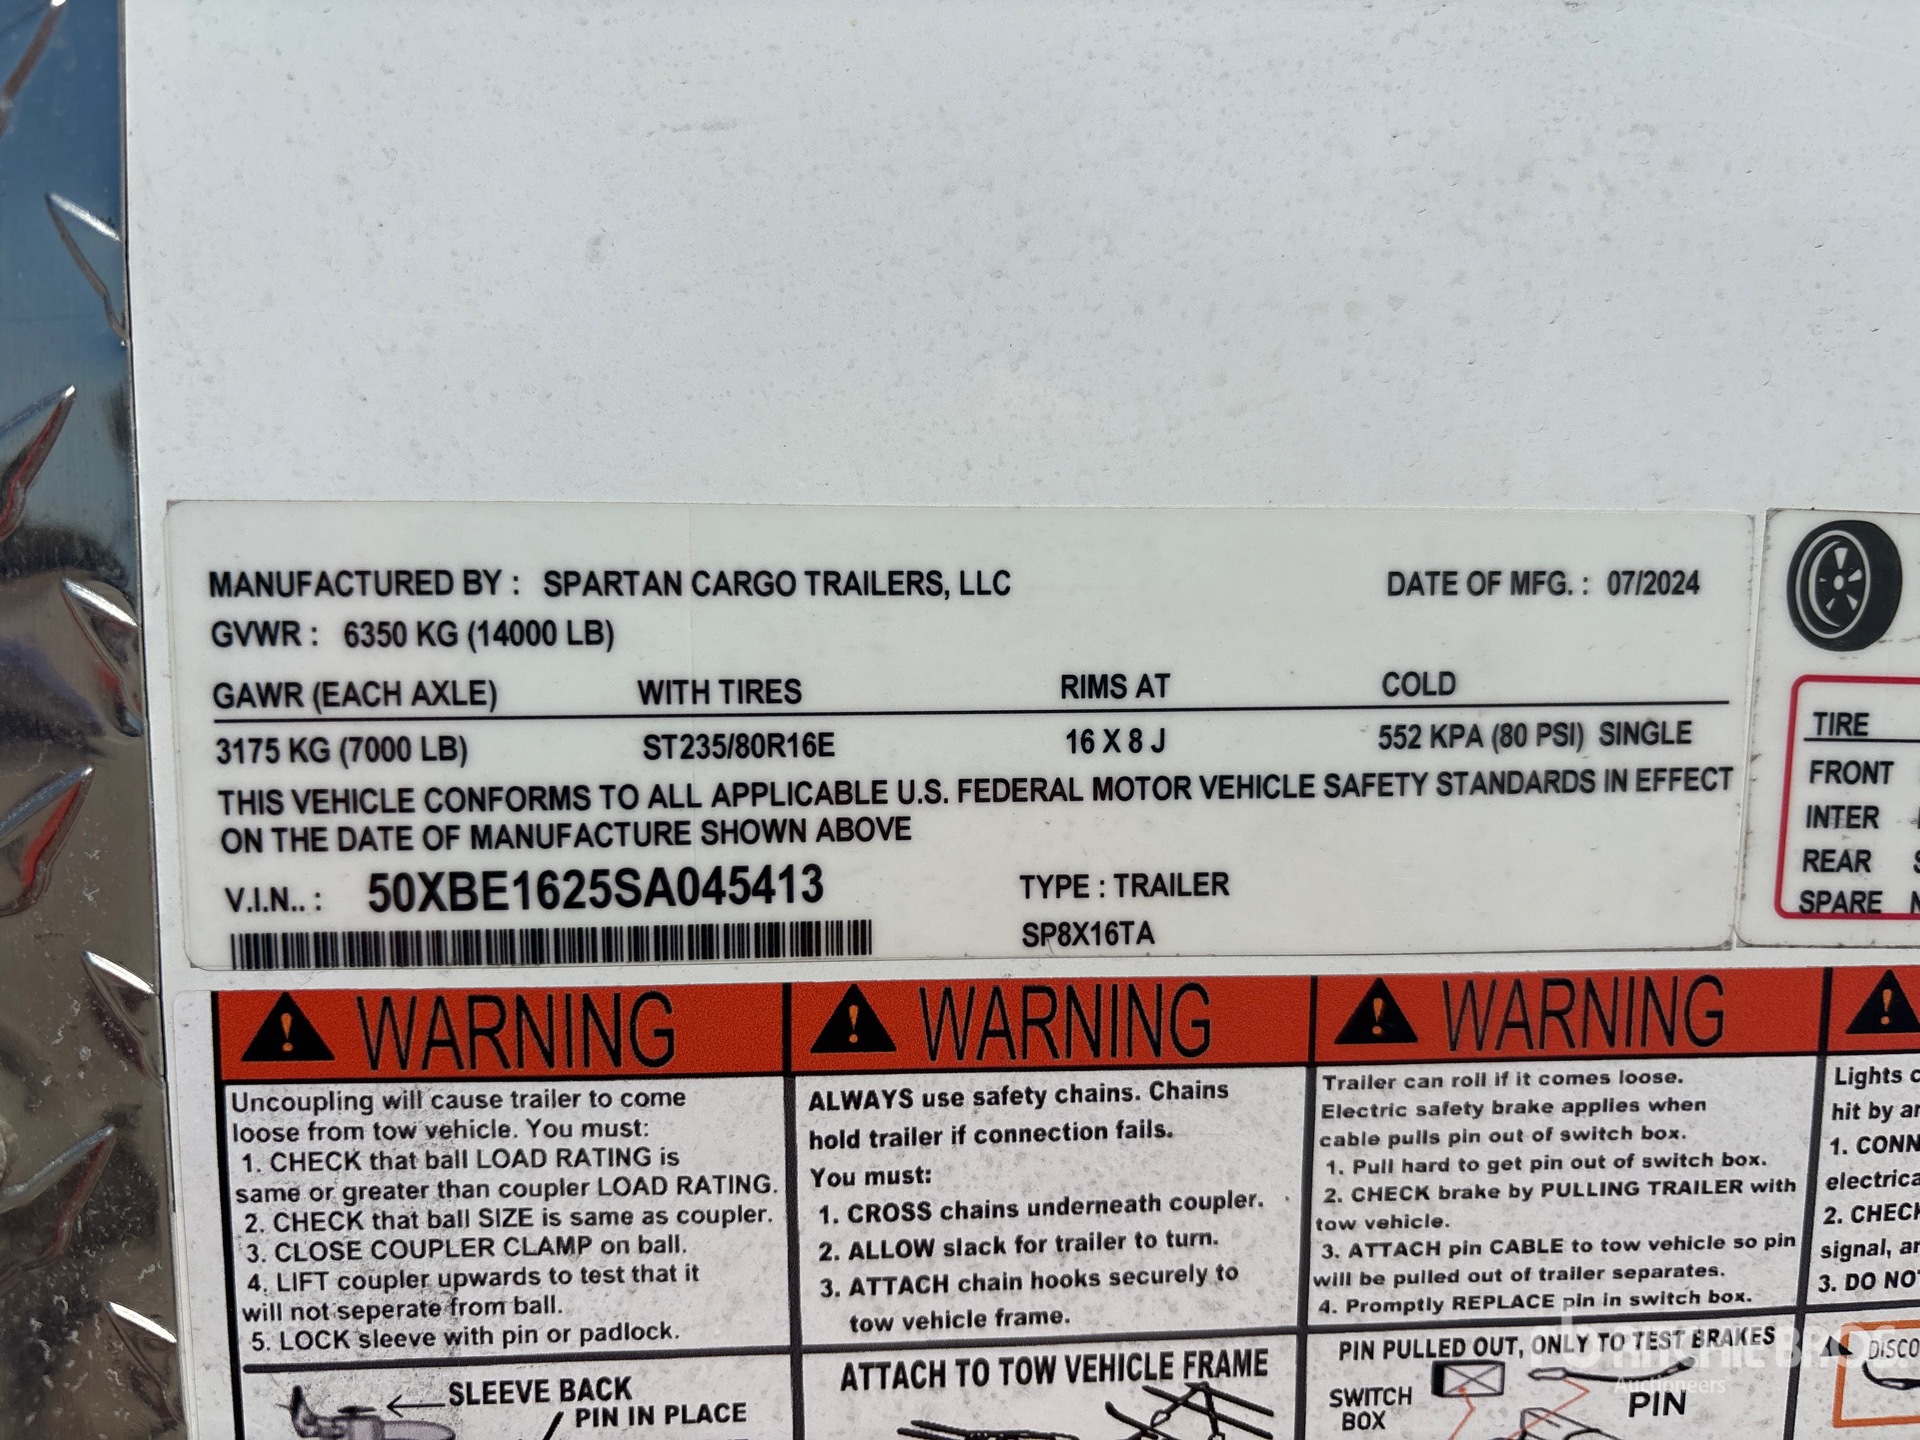 MANUFACTURED BY : SPARTAN CARGO TRAILERS, LLC DATE OF MFG. : 07/2024
GVWR : 6350 KG (14000 LB)
GAWR (EACH AXLE) WITH TIRES RIMS AT COLD
3175 KG (7000 LB) ST235/80R16E 16 X 8 J 552 KPA (80 PSI) SINGLE
THIS VEHICLE CONFORMS TO ALL APPLICABLE U.S. FEDERAL MOTOR VEHICLE SAFETY STANDARDS IN EFFECT
ON THE DATE OF MANUFACTURE SHOWN ABOVE
V.I.N.. : 50XBE1625SA045413 TYPE : TRAILER
SP8X16TA
TIRE
FRONT
INTER
REAR
SPARE
WARNING
Uncoupling will cause trailer to come
loose from tow vehicle. You must:
1. CHECK that ball LOAD RATING is
same or greater than coupler LOAD RATING.
2. CHECK that ball SIZE is same as coupler.
3. CLOSE COUPLER CLAMP on ball.
4. LIFT coupler upwards to test that it
will not seperate from ball.
5. LOCK sleeve with pin or padlock.
SLEEVE BACK
PIN IN PLACE
WARNING
ALWAYS use safety chains. Chains
hold trailer if connection fails.
You must:
1. CROSS chains underneath coupler.
2. ALLOW slack for trailer to turn.
3. ATTACH chain hooks securely to
tow vehicle frame.
ATTACH TO TOW VEHICLE FRAME
WARNING
Trailer can roll if it comes loose.
Electric safety brake applies when
cable pulls pin out of switch box.
1. Pull hard to get pin out of switch box.
2. CHECK brake by PULLING TRAILER with
tow vehicle.
3. ATTACH pin CABLE to tow vehicle so pin
will be pulled out of trailer separates.
4. Promptly REPLACE pin in switch box.
PIN PULLED OUT, ONLY TO TEST BRAKES
SWITCH
BOX
PIN
Lights
hit by
1.
2.
signal,
3. DO
Auctioneers